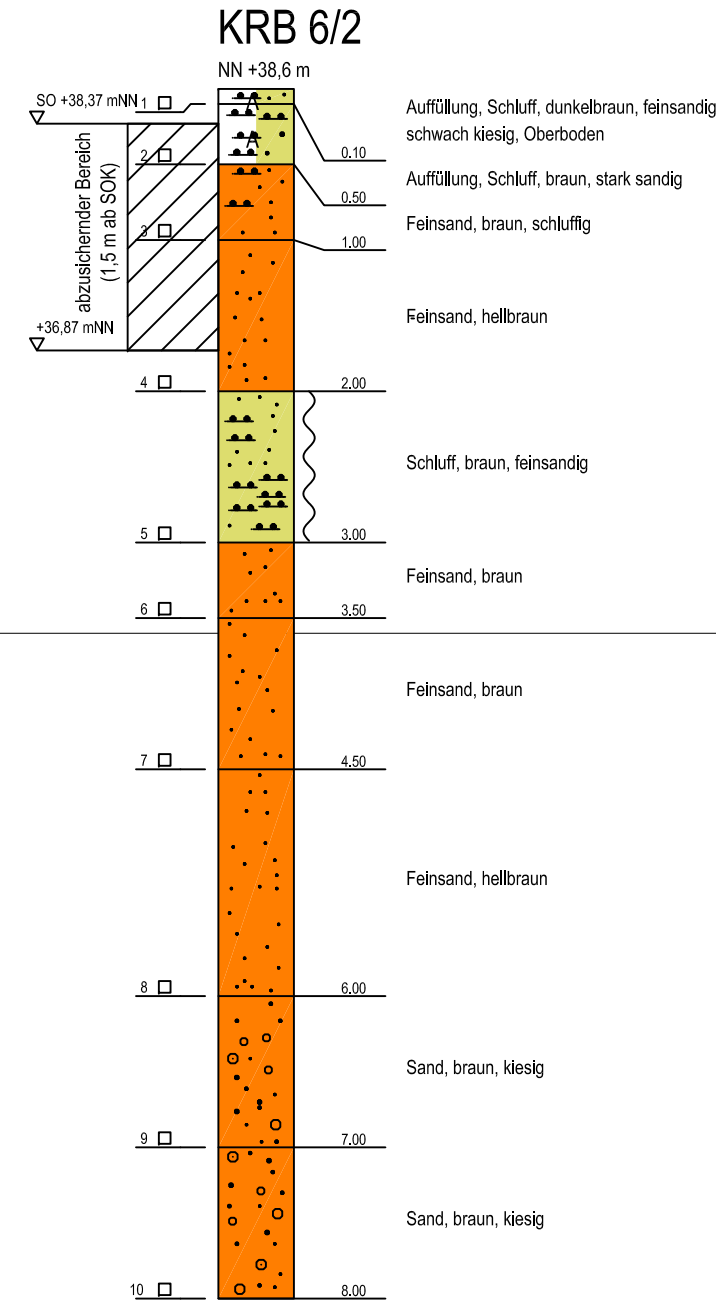 KRB 6/2
NN +38,6 m
SO +38,37 mNN
1
A
Auffüllung, Schluff, dunkelbraun, feinsandig
schwach kiesig, Oberboden
A
2
0.10
Auffüllung, Schluff, braun, stark sandig
0.50
abzusichernder Bereich
(1,5 m ab SOK)
3
Feinsand, braun, schluffig
1.00
Feinsand, hellbraun
+36,87 mNN
4
2.00
Schluff, braun, feinsandig
5
3.00
Feinsand, braun
6
3.50
Feinsand, braun
7
4.50
Feinsand, hellbraun
8
6.00
Sand, braun, kiesig
9
7.00
Sand, braun, kiesig
10
8.00